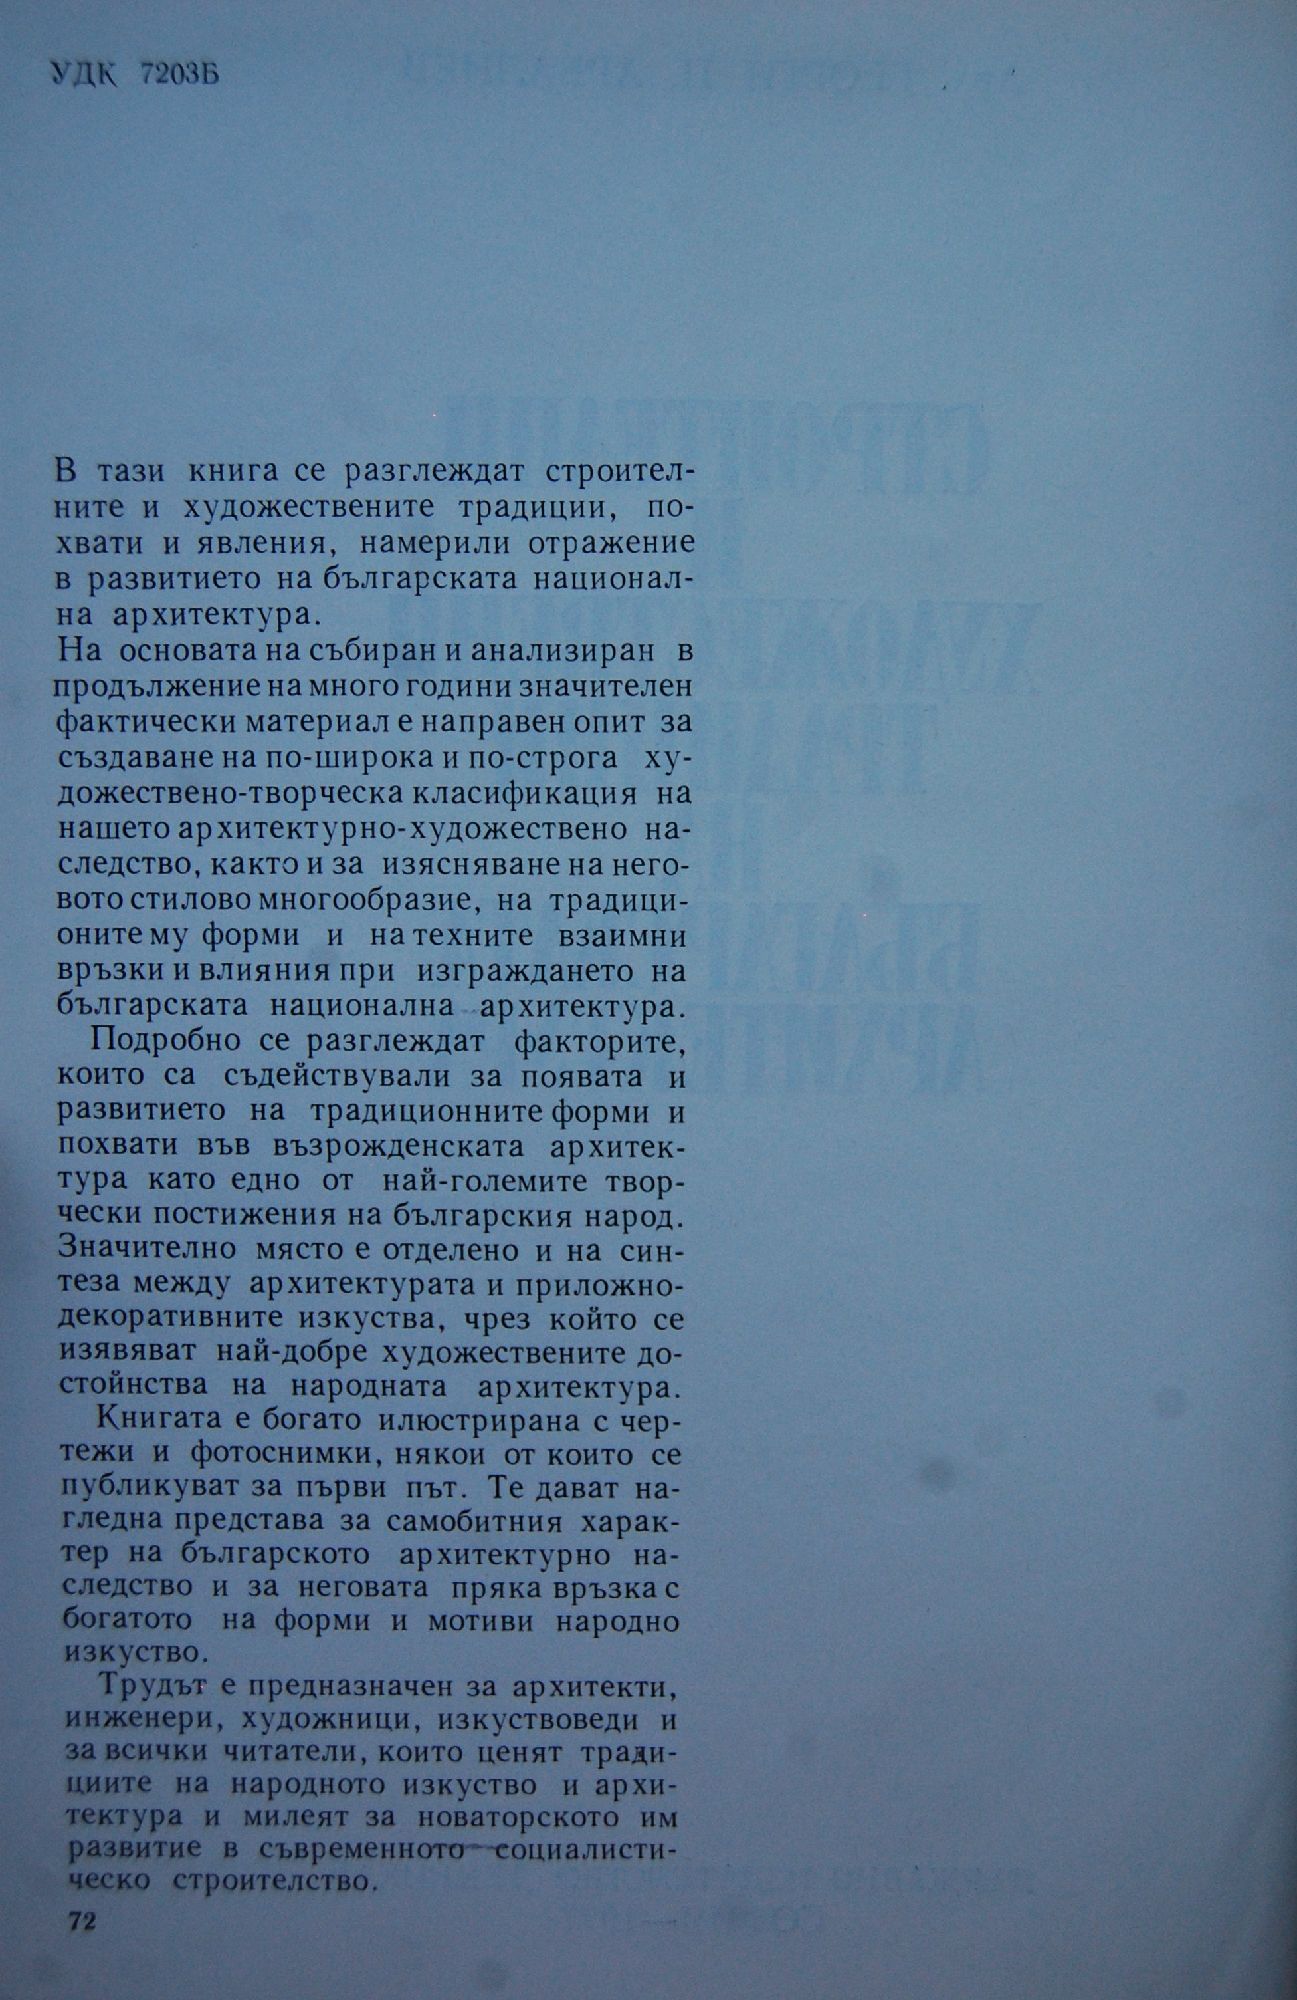 УДК 7203Б
В тази книга се разглеждат строител-
ните и художествените традиции, по-
хвати и явления, намерили отражение
в развитието на българската национал-
на архитектура.
На основата на събиран и анализиран в
продължение на много години значителен
фактически материал е направен опит за
създаване на по-широка и по-строга ху-
дожествено-творческа класификация на
нашето архитектурно-художествено на-
следство, както и за изясняване на него-
вото стилово многообразие, на традици-
оните му форми и на техните взаимни
връзки и влияния при изграждането на
българската национална архитектура.
Подробно се разглеждат факторите,
които са съдействували за появата и
развитието на традиционните форми и
похвати във възрожденската архитек-
тура като едно от най-големите твор-
чески постижения на българския народ.
Значително място е отделено и на син-
теза между архитектурата и приложно-
декоративните изкуства, чрез който се
изявяват най-добре художествените до-
стойнства на народната архитектура.
Книгата е богато илюстрирана с чер-
тежи и фотоснимки, някои от които се
публикуват за първи път. Те дават на-
гледна представа за самобитния харак-
тер на българското архитектурно на-
следство и за неговата пряка връзка с
богатото на форми и мотиви народно
изкуство.
Трудът е предназначен за архитекти,
инженери, художници, изкуствоведи и
за всички читатели, които ценят тради-
циите на народното изкуство и архи-
тектура и милеят за новаторското им
развитие в съвременното социалисти-
ческо строителство.
72